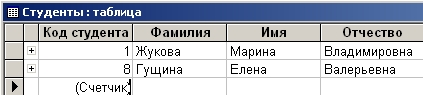 Студенты : таблица
Код студента Фамилия Имя Отчество
1 Жукова Марина Владимировна
8 Гущина Елена Валерьевна
(Счетчик)